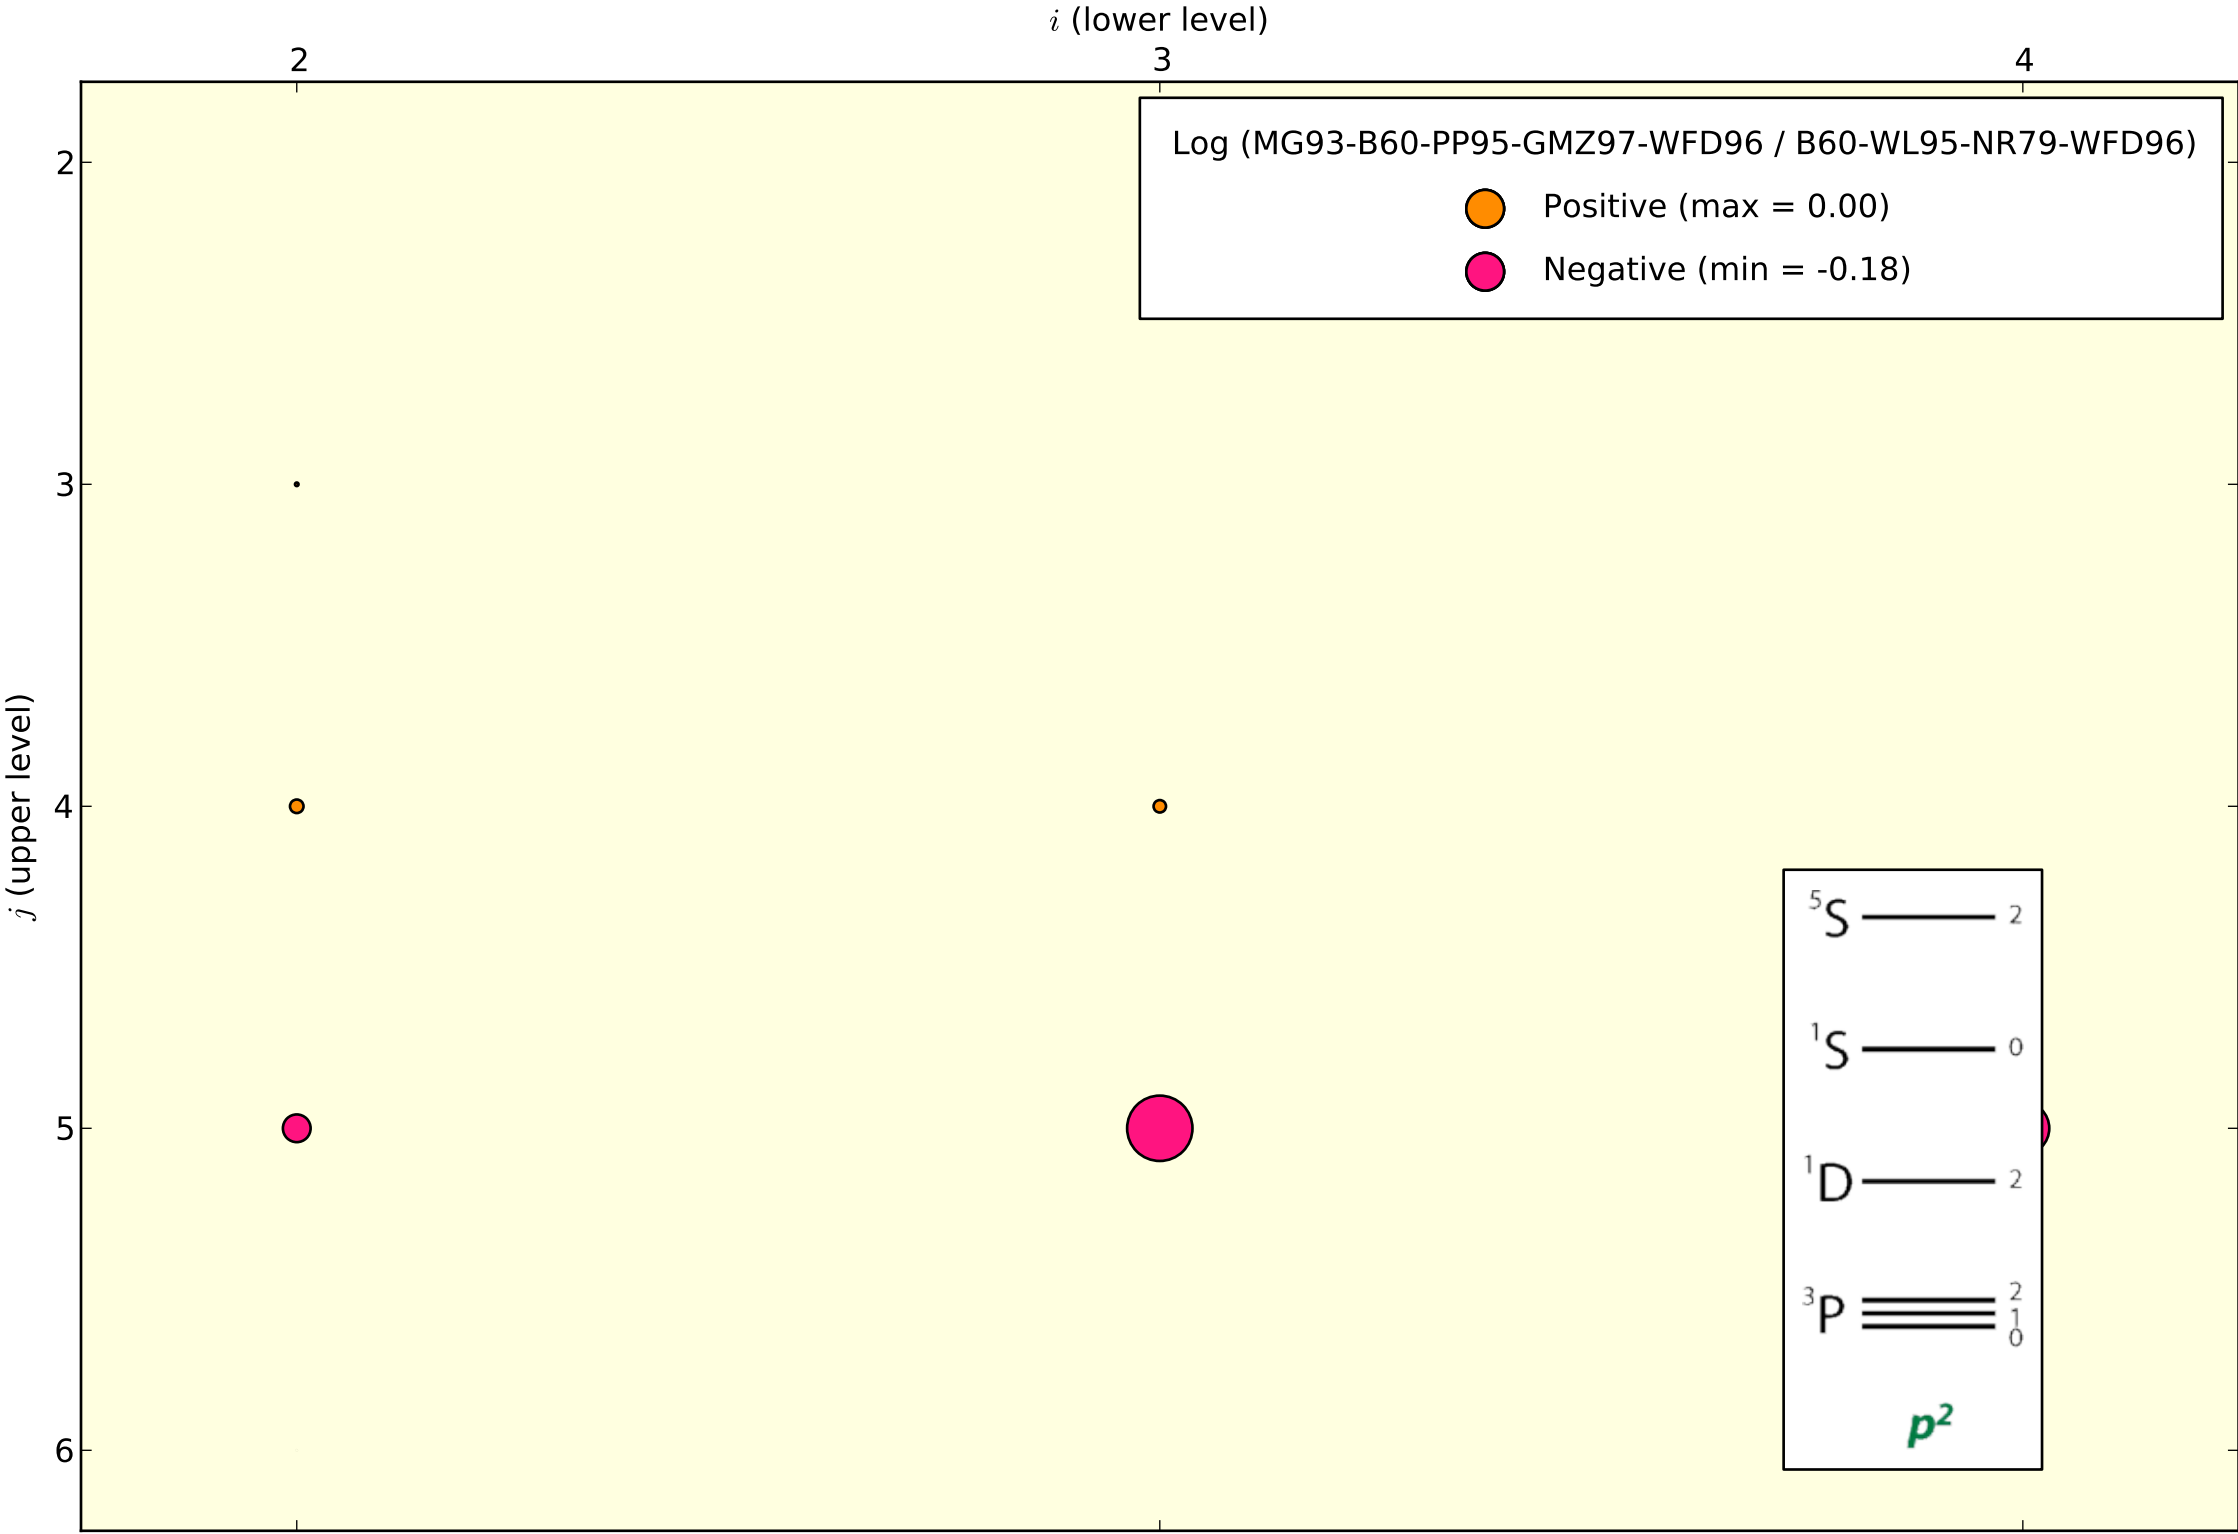 i (lower level)
2 3 4
Log (MG93-B60-PP95-GMZ97-WFD96 / B60-WL95-NR79-WFD96)
Positive (max = 0.00)
Negative (min = -0.18)
j (upper level)
2
3
4
5
6
⁵S 2
¹S 0
¹D 2
³P 2
1
0
p²